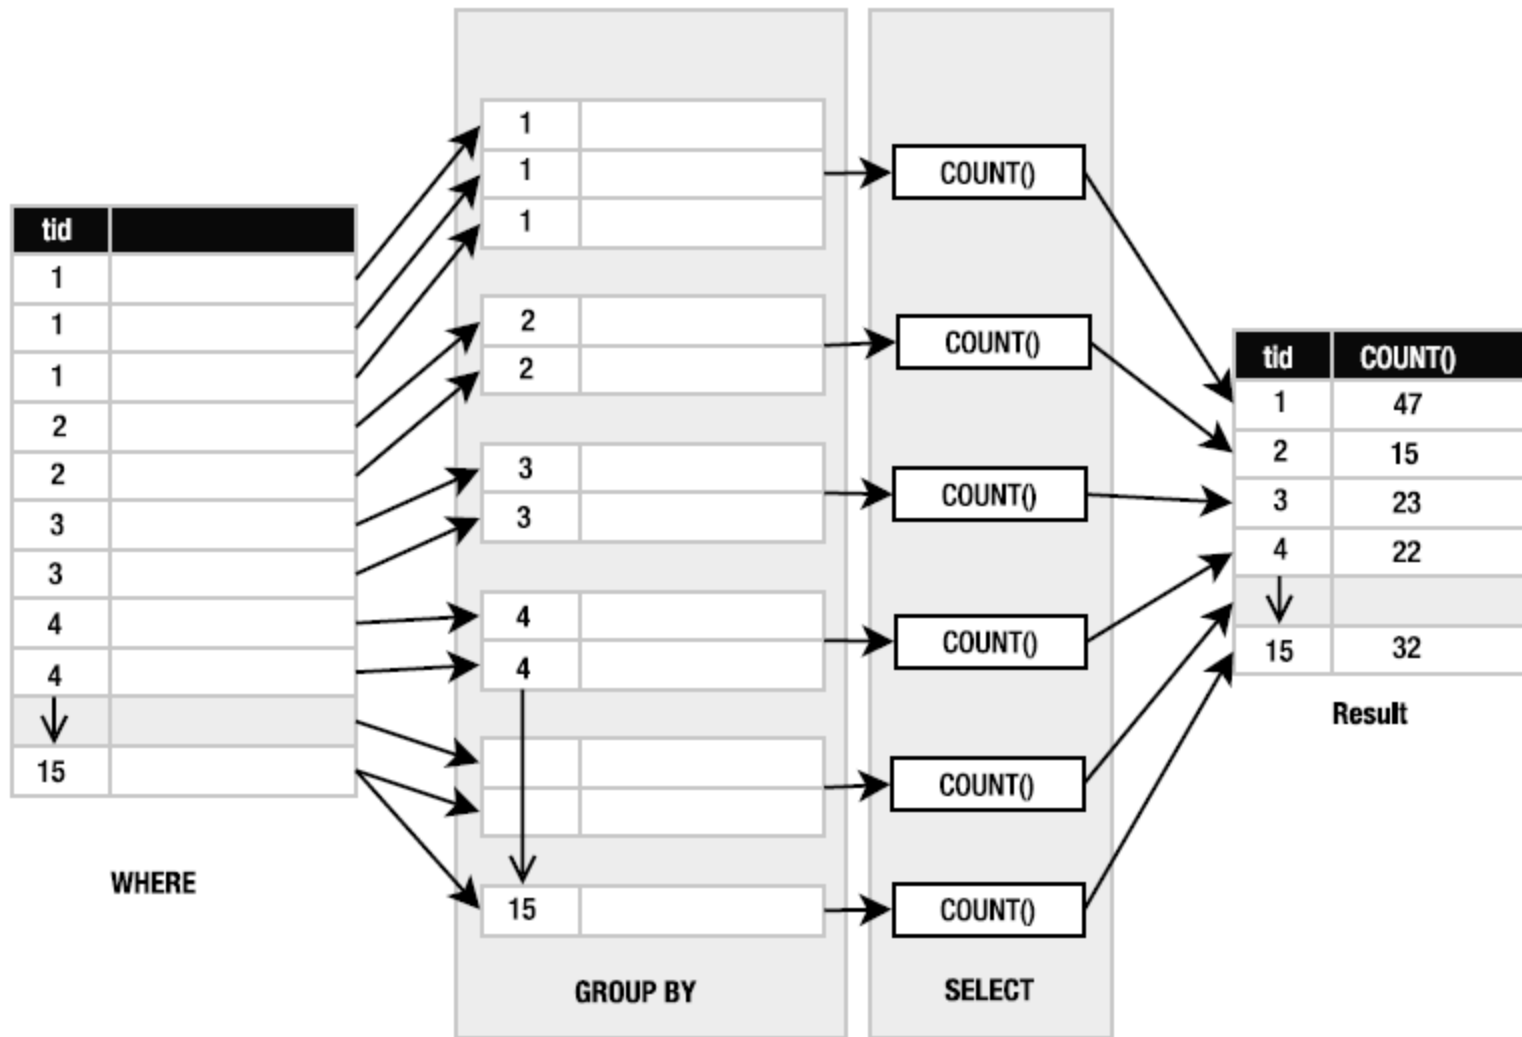 tid
1
1
1
2
2
3
3
4
4
15
WHERE
1
1
1
2
2
3
3
4
4
15
GROUP BY
COUNT()
COUNT()
COUNT()
COUNT()
COUNT()
COUNT()
SELECT
tid COUNT()
1 47
2 15
3 23
4 22
15 32
Result